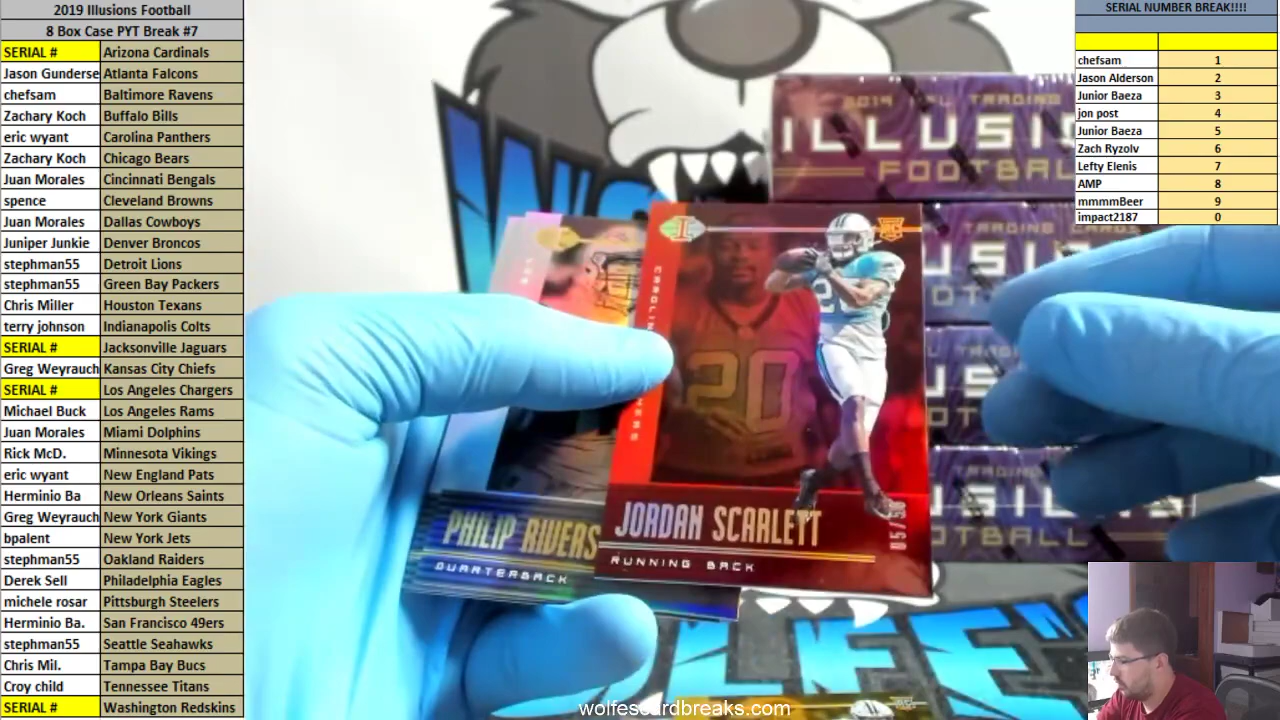 2019 Illusions Football
8 Box Case PYT Break #7
SERIAL # Arizona Cardinals
Jason Gunderse Atlanta Falcons
chefsam Baltimore Ravens
Zachary Koch Buffalo Bills
eric wyant Carolina Panthers
Zachary Koch Chicago Bears
Juan Morales Cincinnati Bengals
spence Cleveland Browns
Juan Morales Dallas Cowboys
Juniper Junkie Denver Broncos
stephman55 Detroit Lions
stephman55 Green Bay Packers
Chris Miller Houston Texans
terry johnson Indianapolis Colts
SERIAL # Jacksonville Jaguars
Greg Weyrauch Kansas City Chiefs
SERIAL # Los Angeles Chargers
Michael Buck Los Angeles Rams
Juan Morales Miami Dolphins
Rick McD. Minnesota Vikings
eric wyant New England Pats
Herminio Ba New Orleans Saints
Greg Weyrauch New York Giants
bpalent New York Jets
stephman55 Oakland Raiders
Derek Sell Philadelphia Eagles
michele rosar Pittsburgh Steelers
Herminio Ba. San Francisco 49ers
stephman55 Seattle Seahawks
Chris Mil. Tampa Bay Bucs
Croy child Tennessee Titans
SERIAL # Washington Redskins
SERIAL NUMBER BREAK!!!!
chefsam 1
Jason Alderson 2
Junior Baeza 3
jon post 4
Junior Baeza 5
Zach Ryzolv 6
Lefty Elenis 7
AMP 8
mmmmBeer 9
impact2187 0
2019 NFL TRADING
ILLUSI
FOOTBAL
RC
20
JORDAN SCARLETT
RUNNING BACK
PHILIP RIVERS
QUARTERBACK
wolfescardbreaks.com